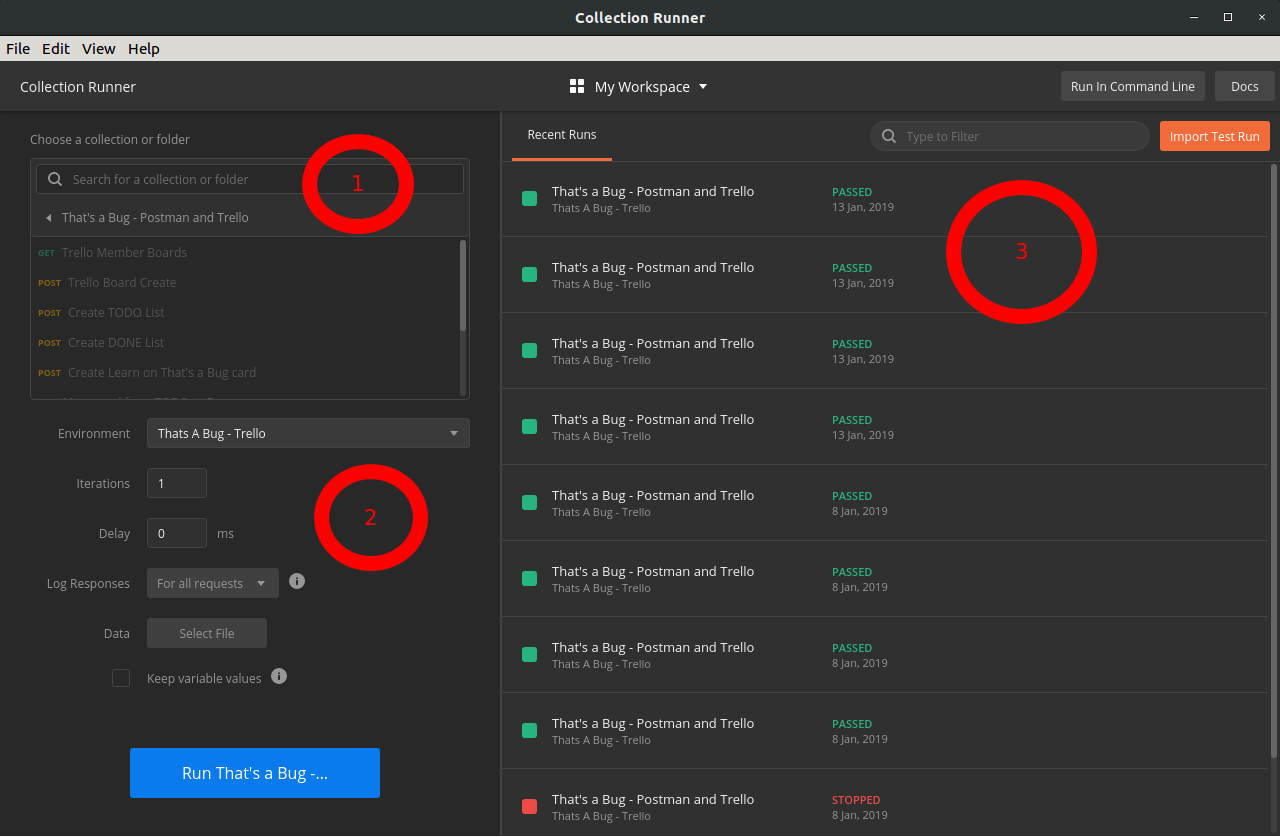 Collection Runner
File Edit View Help
Collection Runner
My Workspace
Run In Command Line
Docs
Choose a collection or folder
Search for a collection or folder
1
That's a Bug - Postman and Trello
GET Trello Member Boards
POST Trello Board Create
POST Create TODO List
POST Create DONE List
POST Create Learn on That's a Bug card
Environment Thats A Bug - Trello
Iterations 1
2
Delay 0 ms
Log Responses For all requests
Data Select File
Keep variable values
Run That's a Bug -...
Recent Runs
Type to Filter
Import Test Run
That's a Bug - Postman and Trello PASSED
Thats A Bug - Trello 13 Jan, 2019
3
That's a Bug - Postman and Trello PASSED
Thats A Bug - Trello 13 Jan, 2019
That's a Bug - Postman and Trello PASSED
Thats A Bug - Trello 13 Jan, 2019
That's a Bug - Postman and Trello PASSED
Thats A Bug - Trello 13 Jan, 2019
That's a Bug - Postman and Trello PASSED
Thats A Bug - Trello 8 Jan, 2019
That's a Bug - Postman and Trello PASSED
Thats A Bug - Trello 8 Jan, 2019
That's a Bug - Postman and Trello PASSED
Thats A Bug - Trello 8 Jan, 2019
That's a Bug - Postman and Trello PASSED
Thats A Bug - Trello 8 Jan, 2019
That's a Bug - Postman and Trello STOPPED
Thats A Bug - Trello 8 Jan, 2019